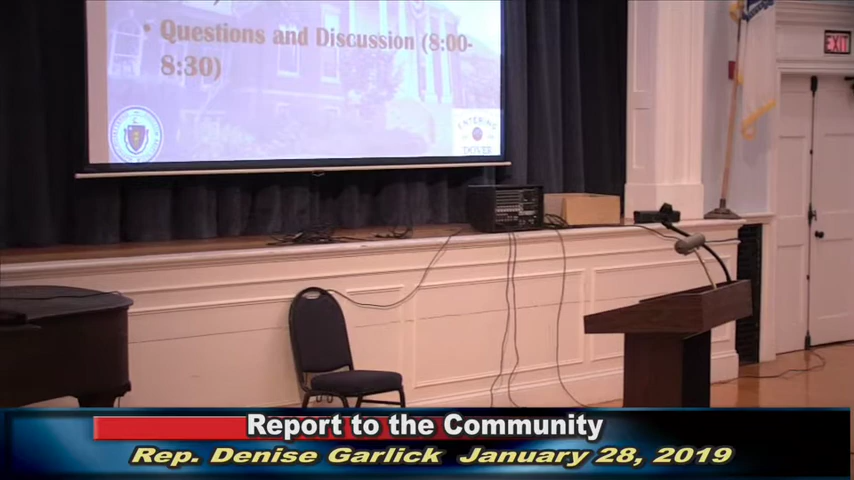 • Questions and Discussion (8:00-
8:30)
ENTERING
DOVER
EXIT
Report to the Community
Rep. Denise Garlick January 28, 2019